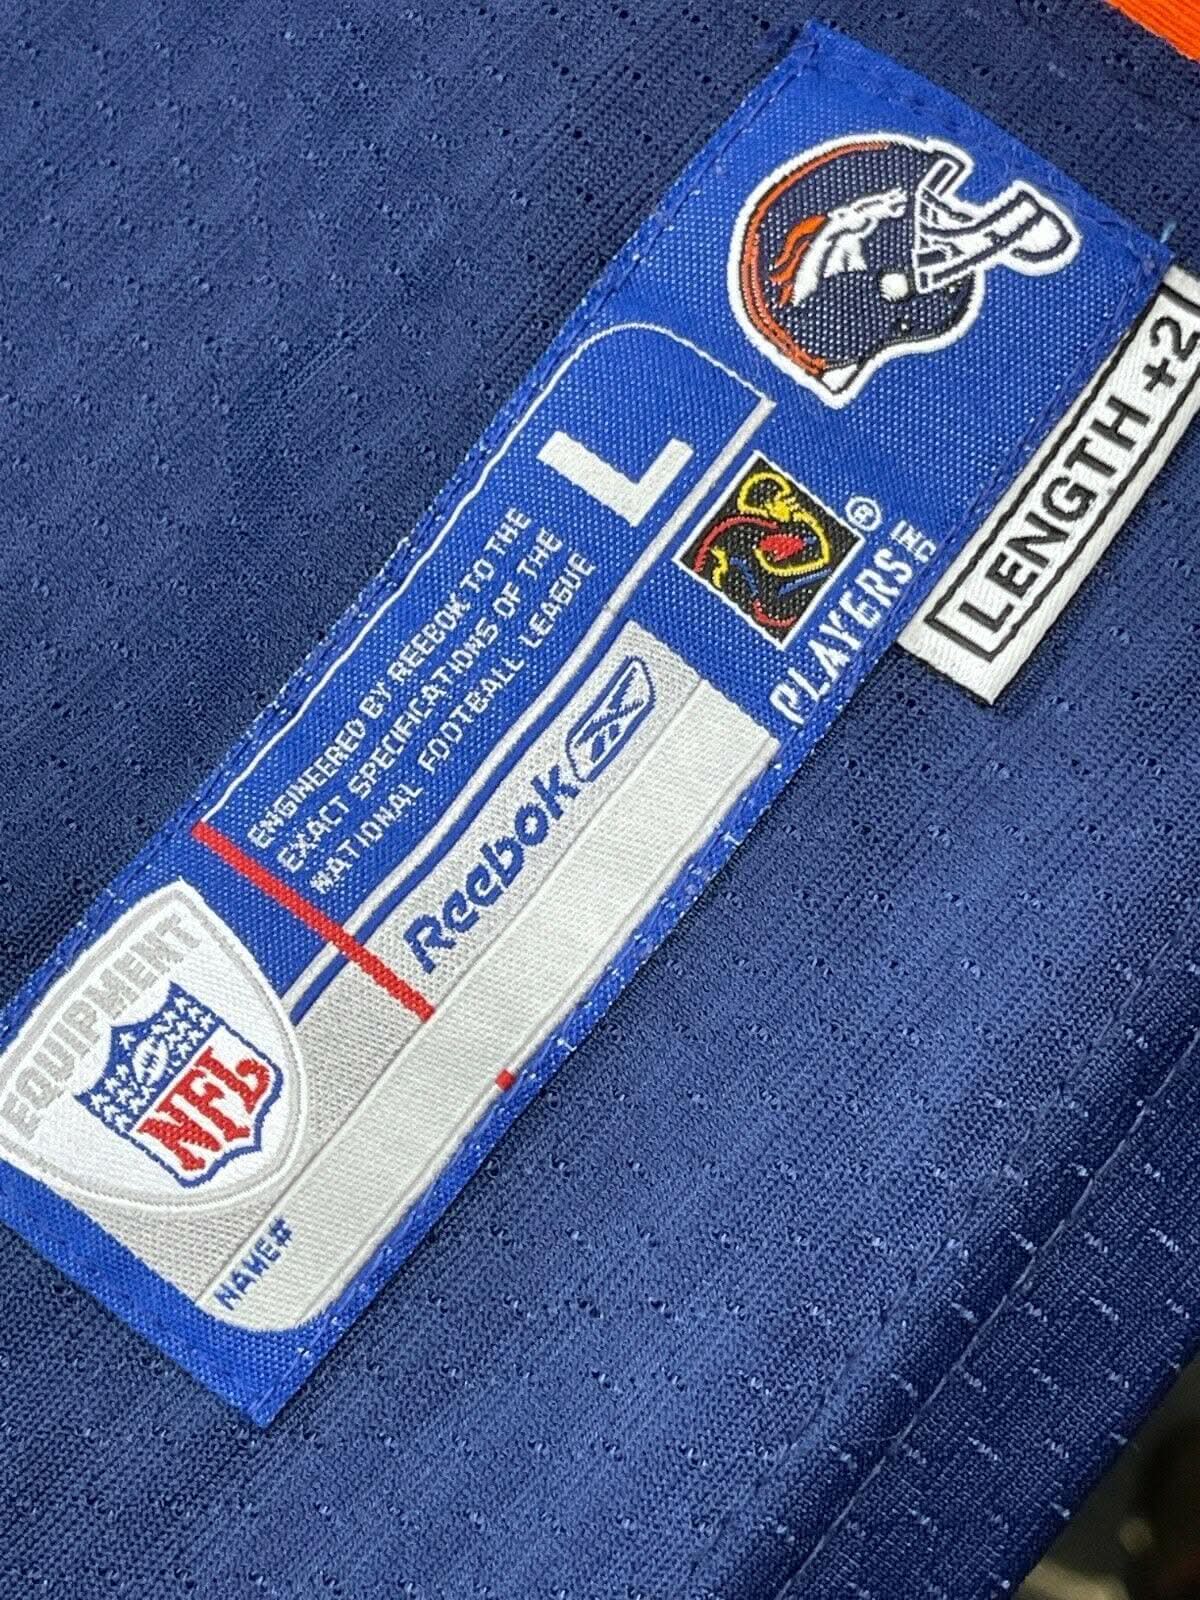 LENGTH +2
L
PLAYERS INC
®
ENGINEERED BY REEBOK TO THE
EXACT SPECIFICATIONS OF THE
NATIONAL FOOTBALL LEAGUE
Reebok
EQUIPMENT
NFL
NAME#